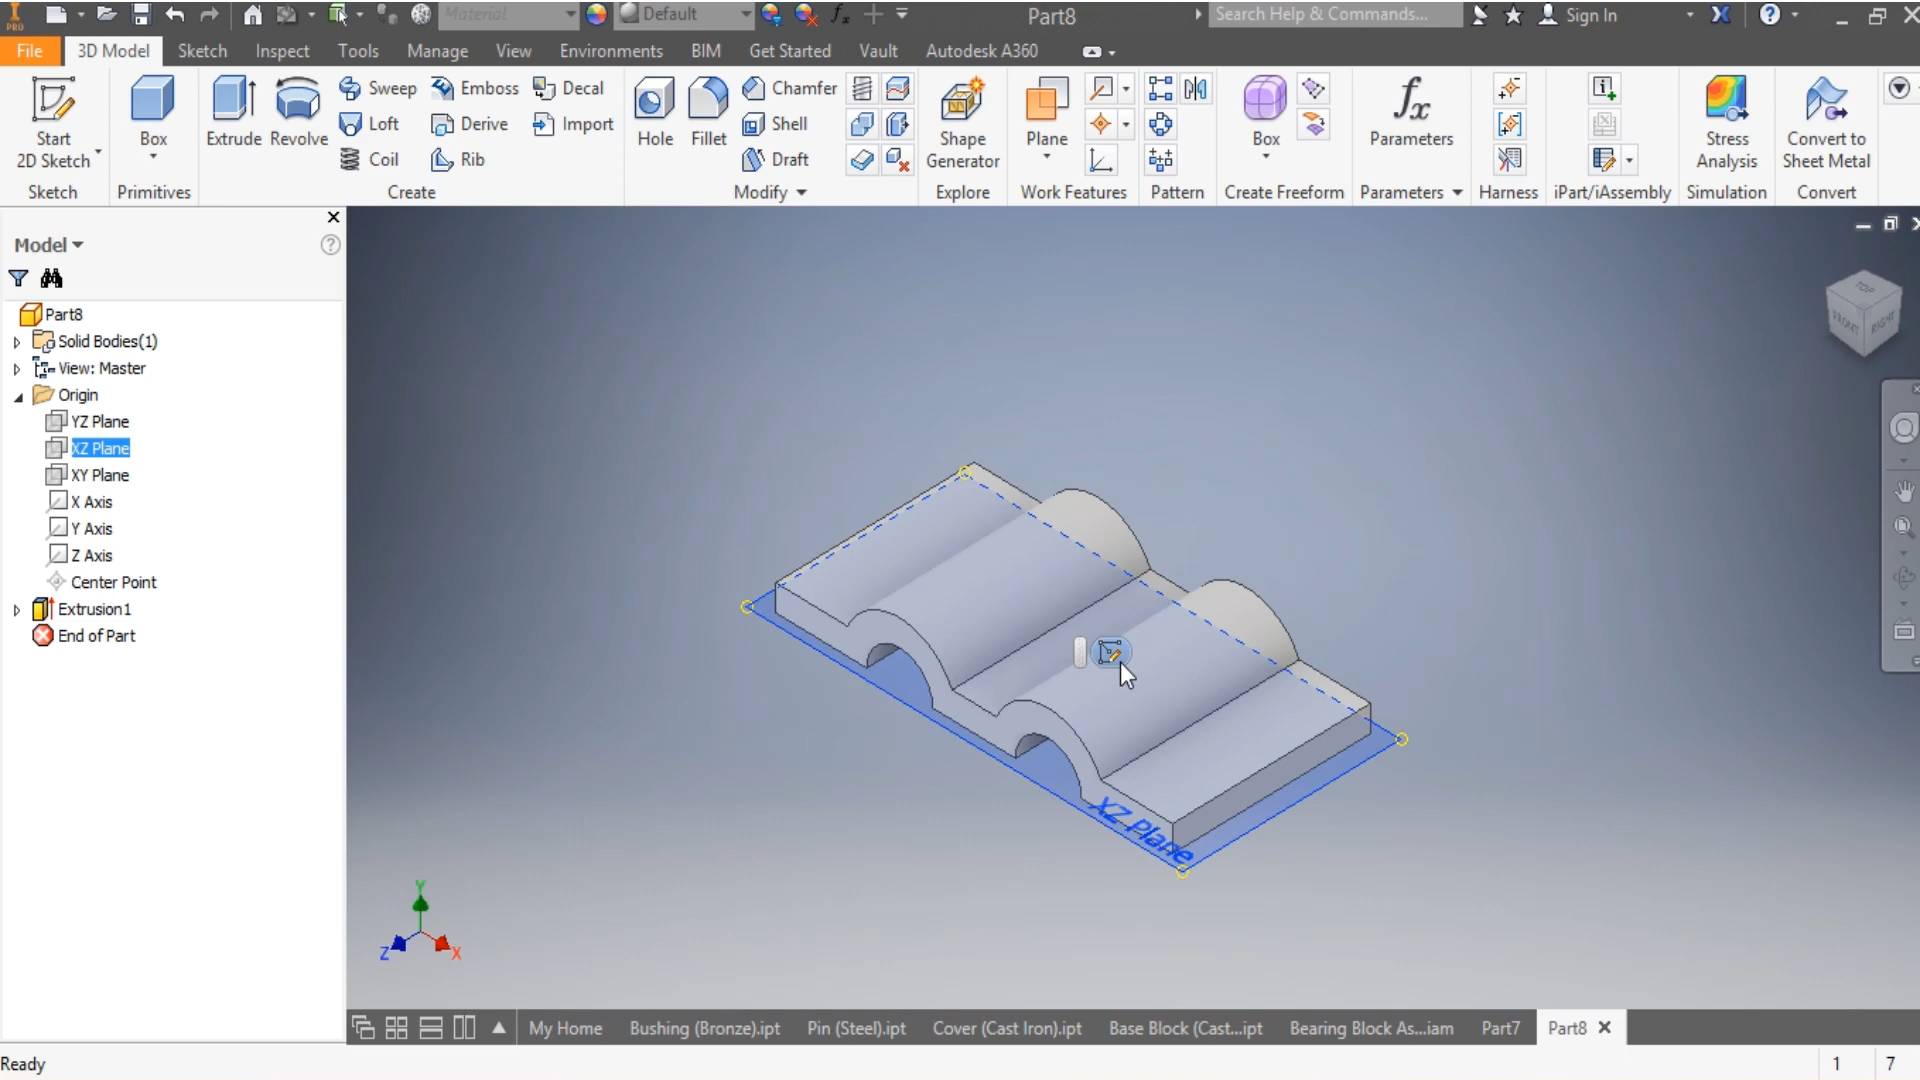 PRO
Material
Default
Part8
Search Help & Commands...
Sign In
File
3D Model
Sketch
Inspect
Tools
Manage
View
Environments
BIM
Get Started
Vault
Autodesk A360
Start
2D Sketch
Sketch
Box
Primitives
Extrude
Revolve
Sweep
Emboss
Decal
Loft
Derive
Import
Coil
Rib
Create
Hole
Fillet
Chamfer
Shell
Draft
Modify
Shape
Generator
Explore
Plane
Work Features
Pattern
Box
Create Freeform
fx
Parameters
Parameters
Harness
iPart/iAssembly
Stress
Analysis
Simulation
Convert to
Sheet Metal
Convert
Model
Part8
Solid Bodies(1)
View: Master
Origin
YZ Plane
XZ Plane
XY Plane
X Axis
Y Axis
Z Axis
Center Point
Extrusion1
End of Part
TOP
FRONT
RIGHT
XZ Plane
Y
Z
X
My Home
Bushing (Bronze).ipt
Pin (Steel).ipt
Cover (Cast Iron).ipt
Base Block (Cast...ipt
Bearing Block As...iam
Part7
Part8
Ready
1
7